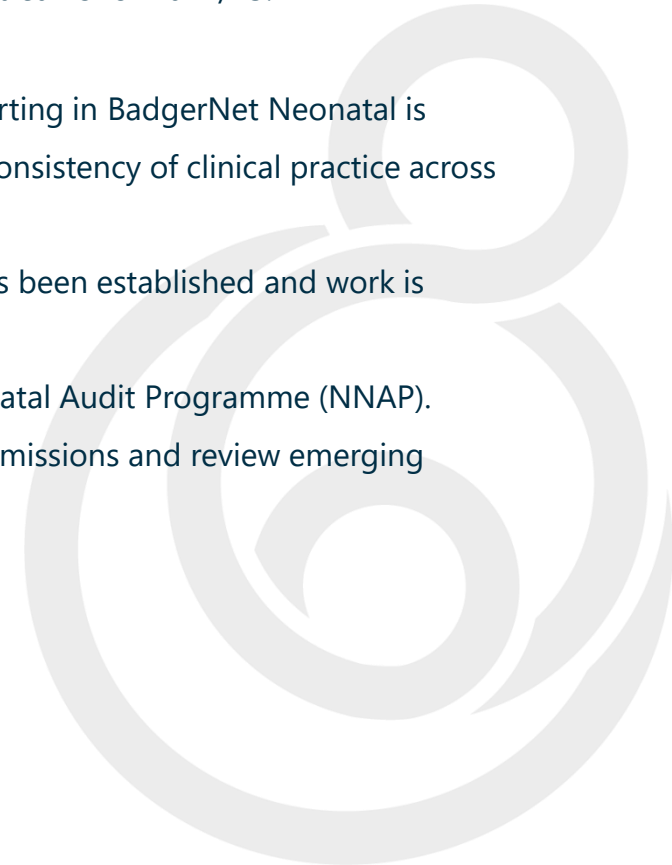 rting in BadgerNet Neonatal is
onsistency of clinical practice across
s been established and work is
atal Audit Programme (NNAP).
missions and review emerging